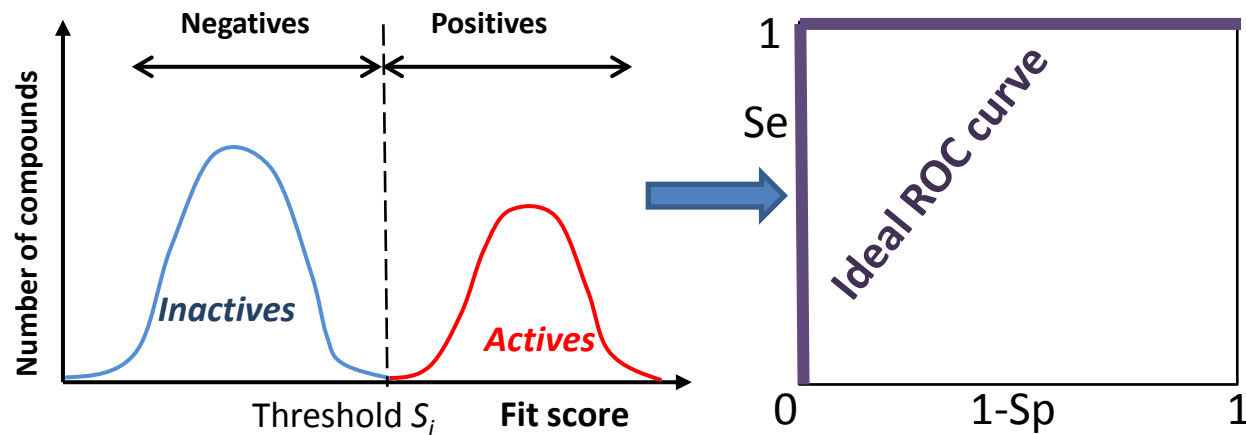 Negatives
Positives
Number of compounds
Inactives
Actives
Threshold Si
Fit score
1
Se
Ideal ROC curve
0
1-Sp
1